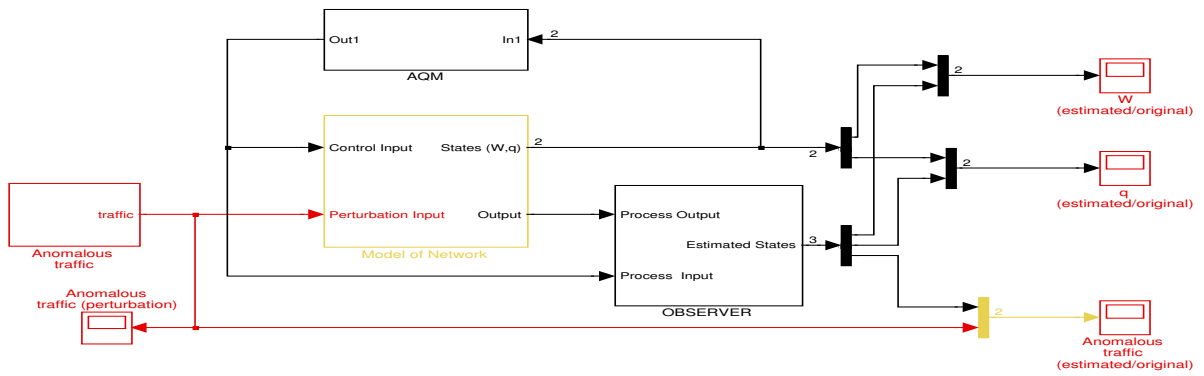 Out1
In1
2
AQM
2
W
(estimated/original)
Control Input
States (W,q)
2
2
2
q
(estimated/original)
traffic
Perturbation Input
Output
Process Output
Anomalous
traffic
Model of Network
Estimated States
3
Process Input
Anomalous
traffic (perturbation)
OBSERVER
2
Anomalous
traffic
(estimated/original)